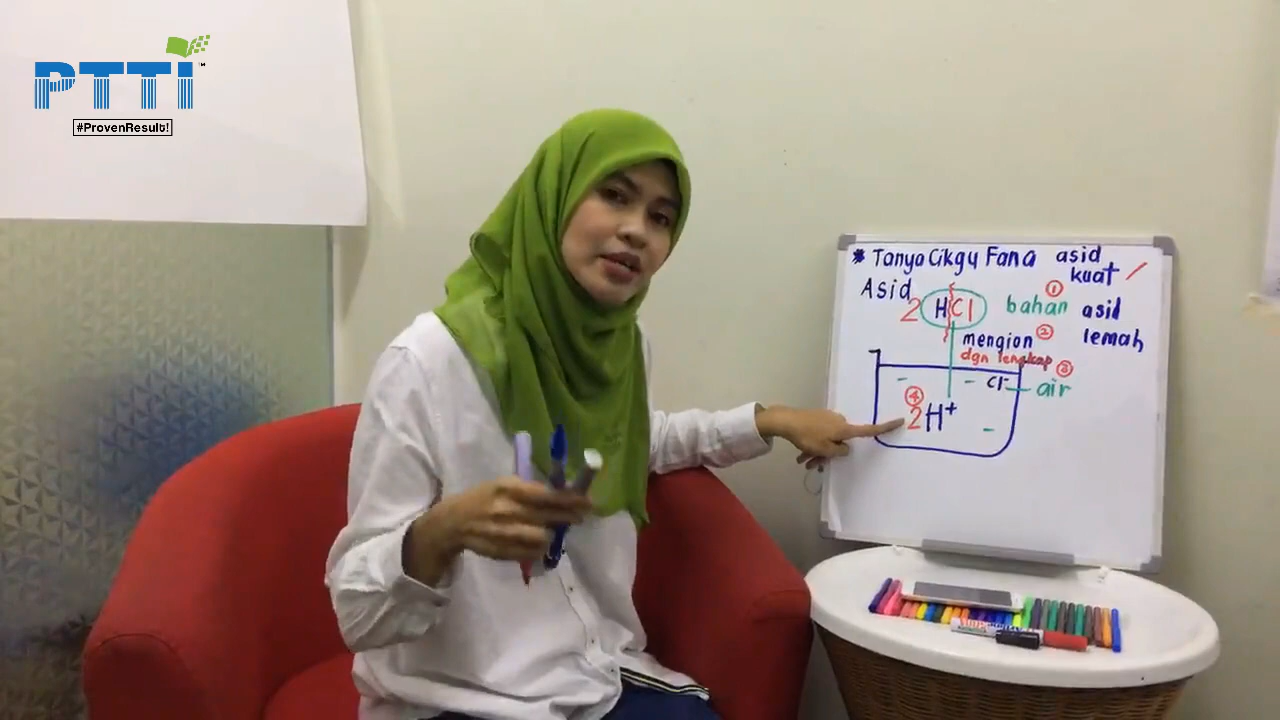 PTTI
™
#ProvenResult!
* Tanya Cikgu Fana
asid
kuat /
Asid
2 HCl
① bahan
asid
lemah
mengion ②
dgn lengkap ③
Cl⁻
air
④
2H⁺